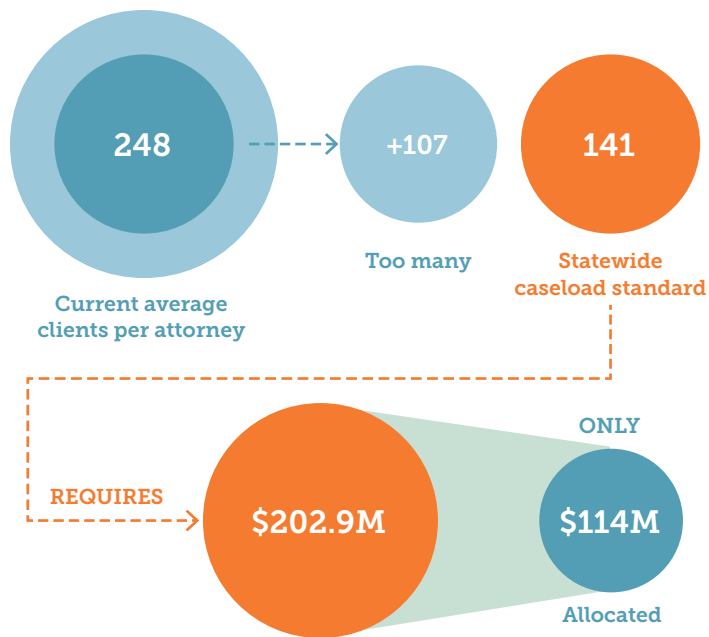 248
+107
141
Too many
Statewide
caseload standard
Current average
clients per attorney
ONLY
REQUIRES
$202.9M
$114M
Allocated